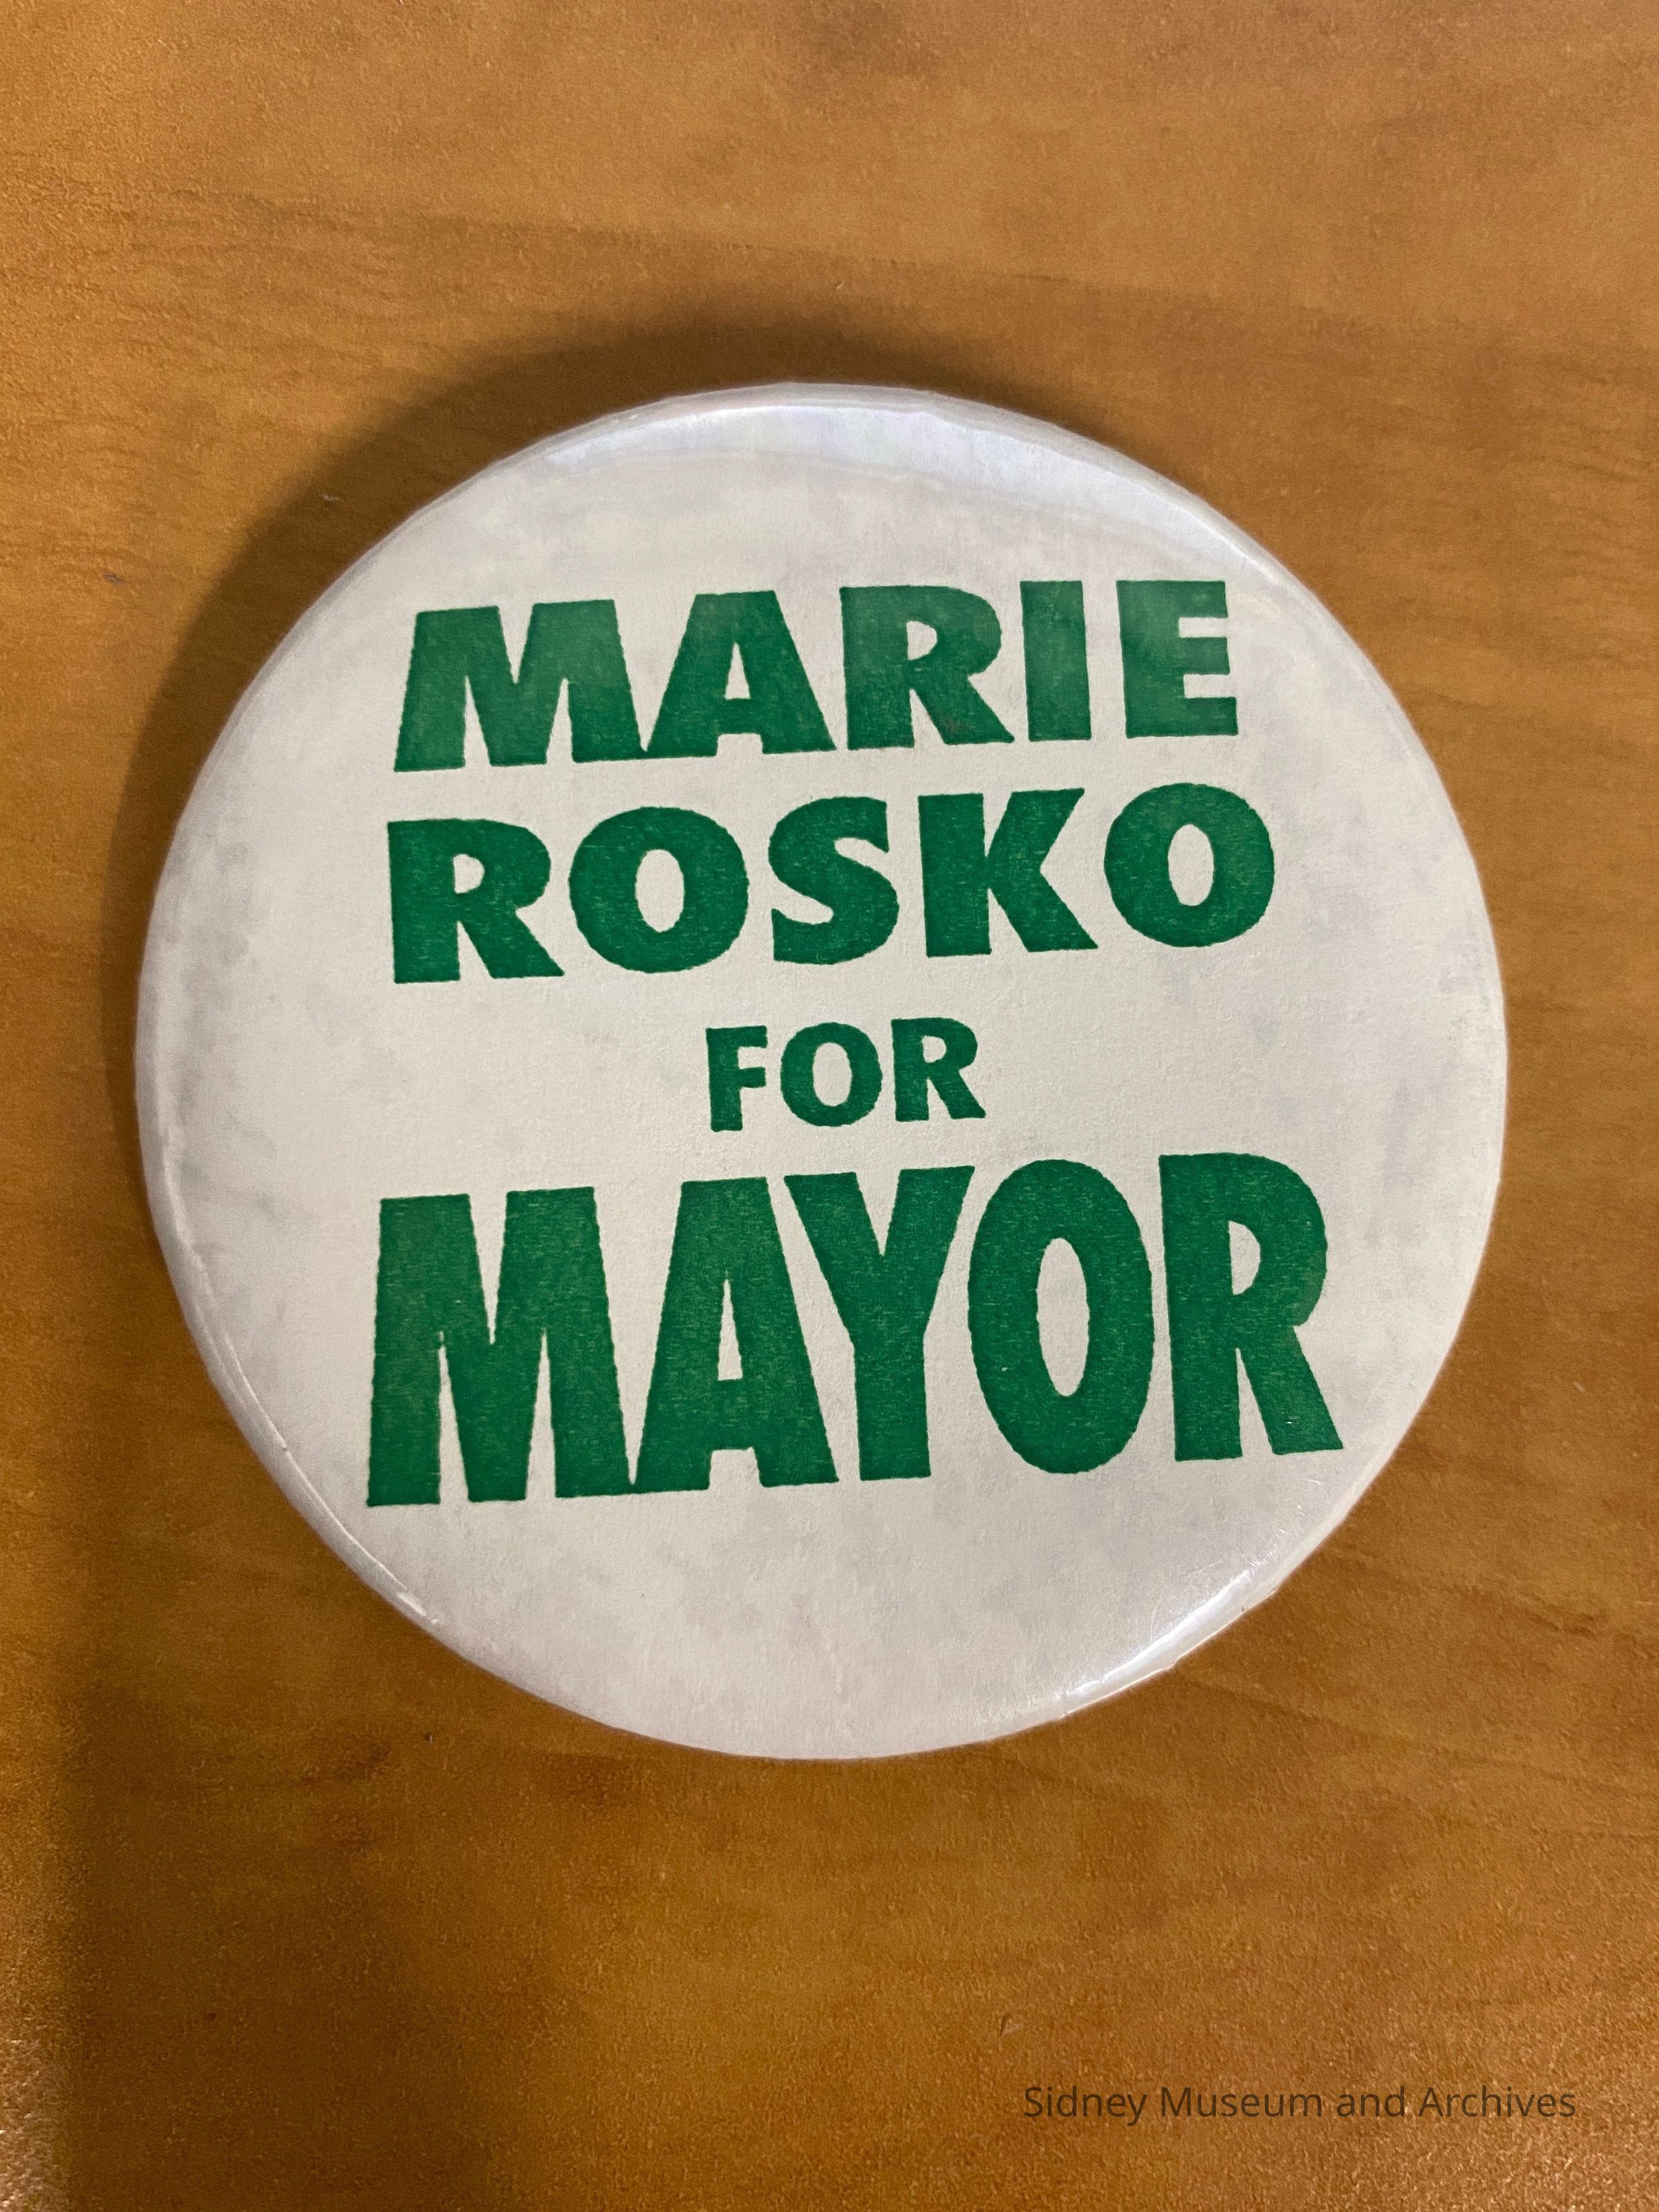 MARIE
ROSKO
FOR
MAYOR
Sidney Museum and Archives